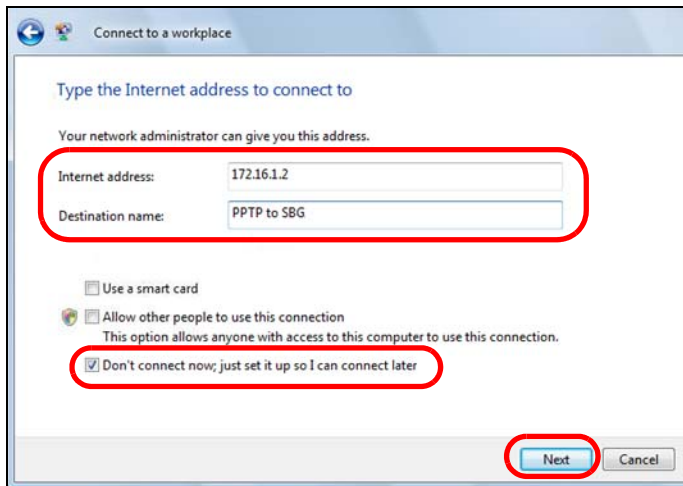 Connect to a workplace
Type the Internet address to connect to
Your network administrator can give you this address.
Internet address: 172.16.1.2
Destination name: PPTP to SBG
Use a smart card
Allow other people to use this connection
This option allows anyone with access to this computer to use this connection.
Don't connect now; just set it up so I can connect later
Next Cancel